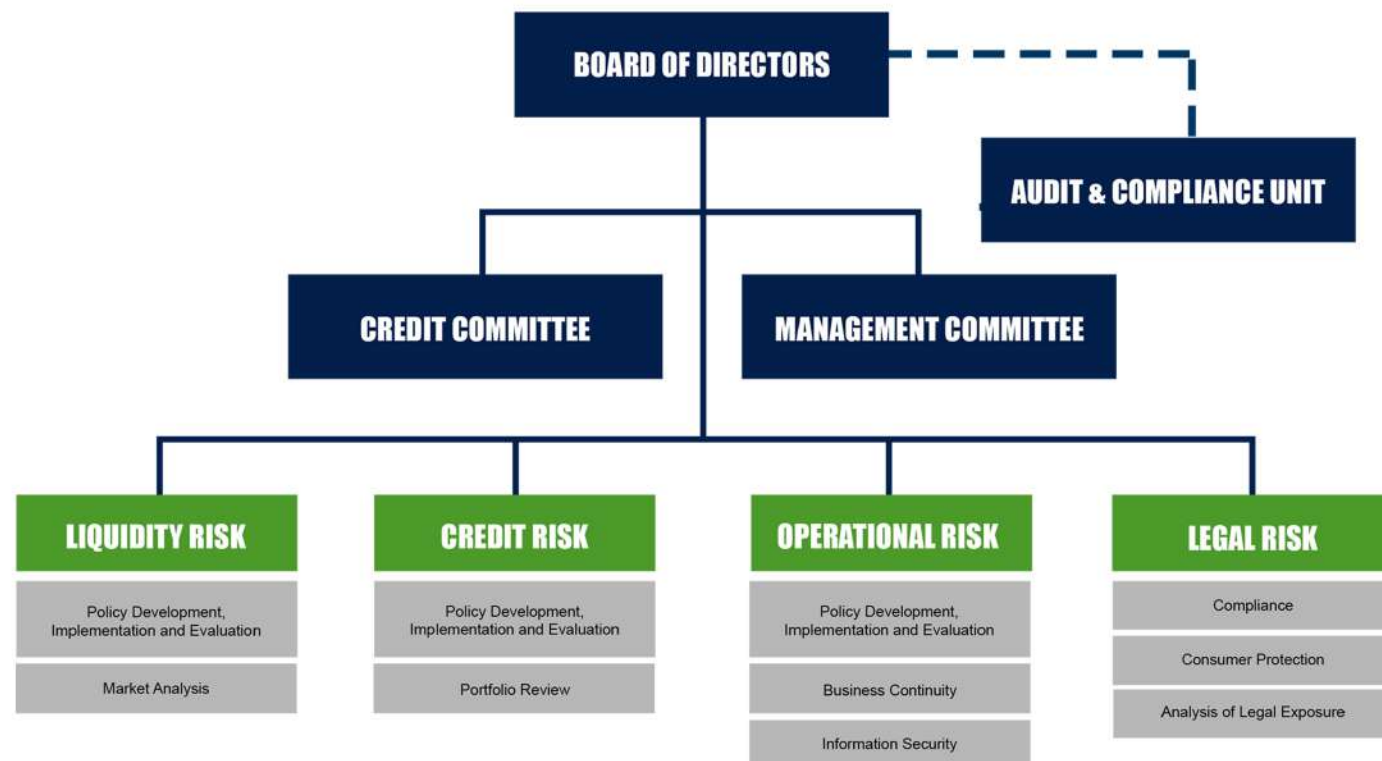 BOARD OF DIRECTORS
AUDIT & COMPLIANCE UNIT
CREDIT COMMITTEE
MANAGEMENT COMMITTEE
LIQUIDITY RISK
Policy Development,
Implementation and Evaluation
Market Analysis
CREDIT RISK
Policy Development,
Implementation and Evaluation
Portfolio Review
OPERATIONAL RISK
Policy Development,
Implementation and Evaluation
Business Continuity
Information Security
LEGAL RISK
Compliance
Consumer Protection
Analysis of Legal Exposure